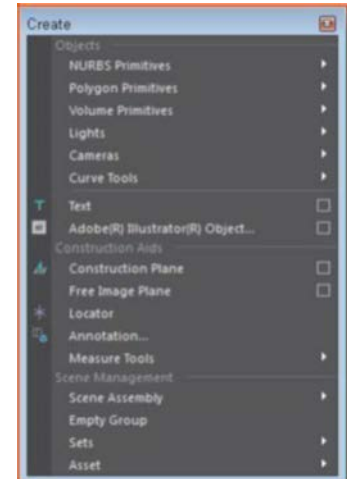 Create
Objects
NURBS Primitives
Polygon Primitives
Volume Primitives
Lights
Cameras
Curve Tools
Text
Adobe(R) Illustrator(R) Object...
Construction Aids
Construction Plane
Free Image Plane
Locator
Annotation...
Measure Tools
Scene Management
Scene Assembly
Empty Group
Sets
Asset